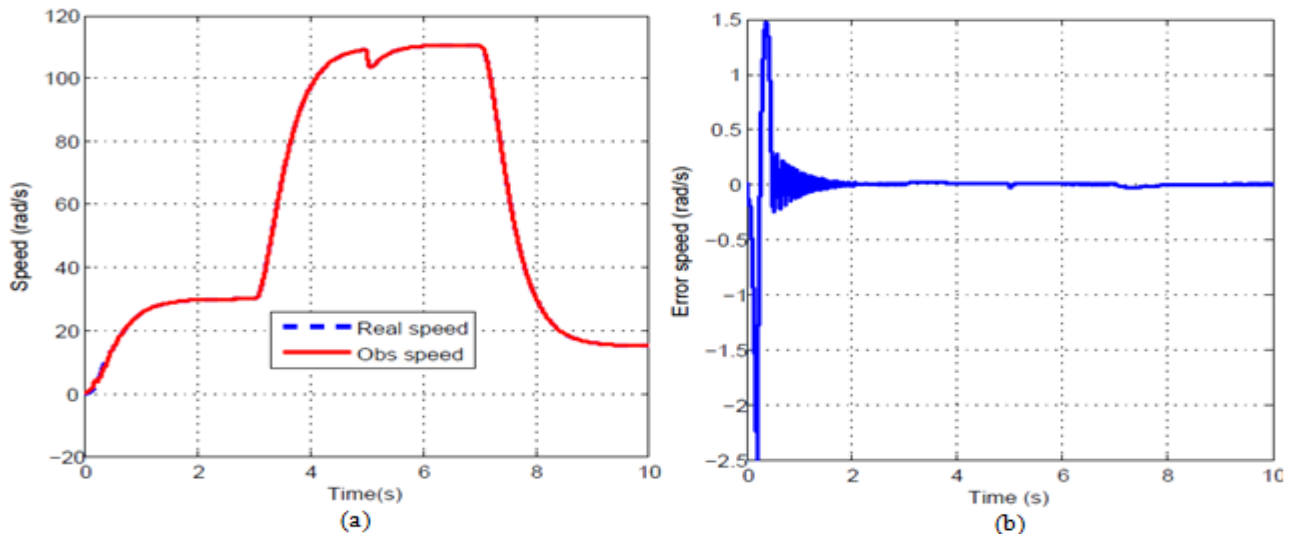 120
100
80
60
40
20
0
−20
0 2 4 6 8 10
Speed (rad/s)
Time(s)
Real speed
Obs speed
(a)
1.5
1
0.5
0
−0.5
−1
−1.5
−2
−2.5
0 2 4 6 8 10
Error speed (rad/s)
Time (s)
(b)